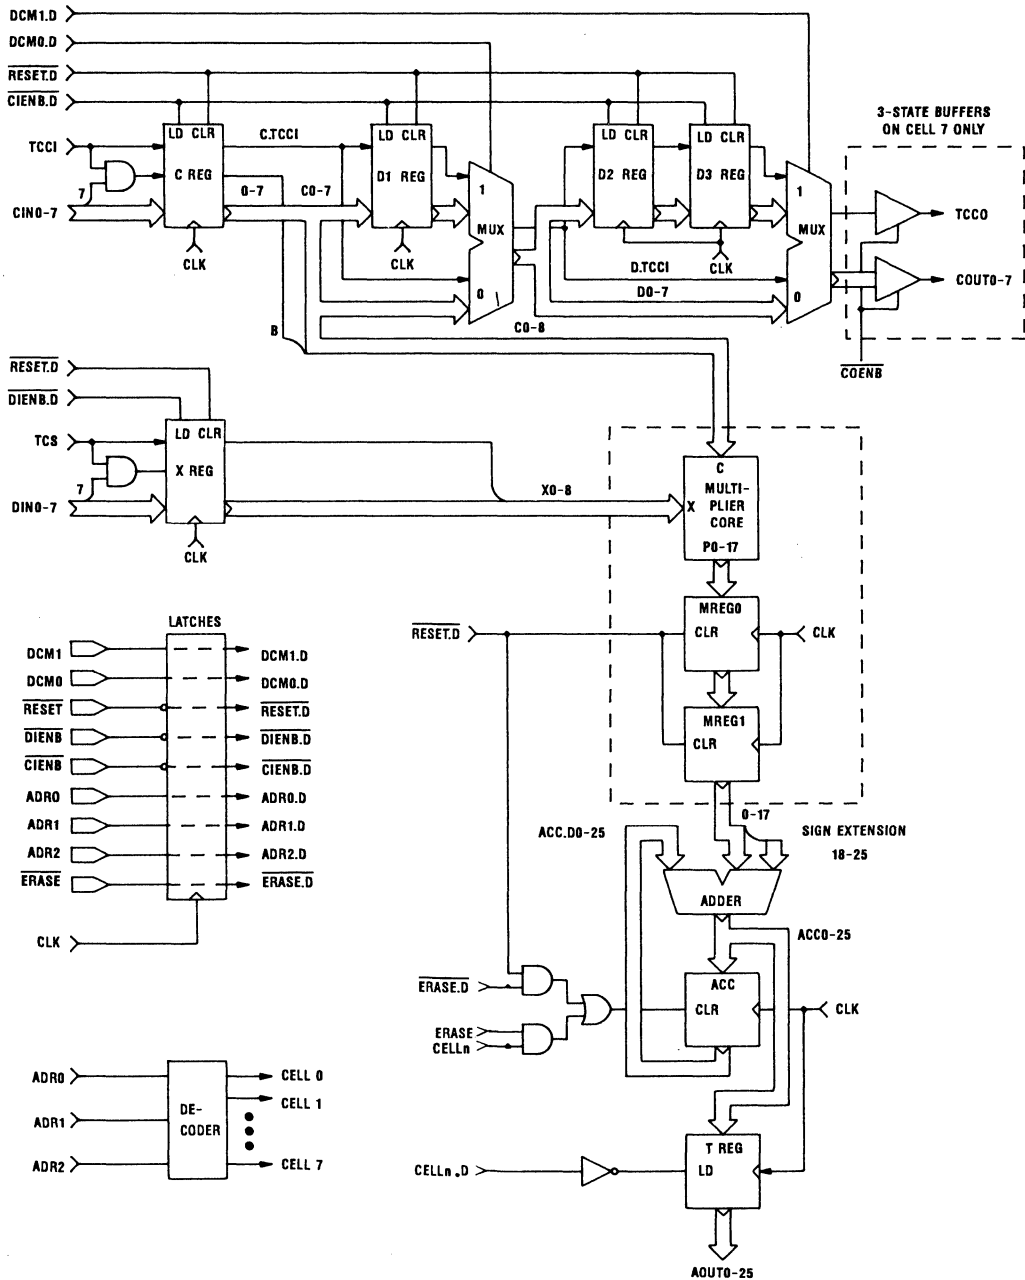 DCM1.D
DCM0.D
RESET.D
CIENB.D
3-STATE BUFFERS
ON CELL 7 ONLY
LD CLR
C.TCCI
LD CLR
LD CLR
LD CLR
TCCI
C REG
0-7
C0-7
D1 REG
1
D2 REG
D3 REG
1
7
CIN0-7
MUX
MUX
TCCO
CLK
CLK
CLK
D.TCCI
0
D0-7
0
COUT0-7
B
C0-8
RESET.D
COENB
DIENB.D
TCS
LD CLR
X REG
C
7
X0-8
X
MULTI-
PLIER
CORE
DIN0-7
P0-17
CLK
LATCHES
MREG0
RESET.D
CLR
CLK
DCM1
DCM1.D
DCM0
DCM0.D
RESET
RESET.D
MREG1
DIENB
DIENB.D
CLR
CIENB
CIENB.D
ADR0
ADR0.D
0-17
ADR1
ADR1.D
ACC.D0-25
SIGN EXTENSION
18-25
ADR2
ADR2.D
ERASE
ERASE.D
ADDER
CLK
ACC0-25
ERASE.D
ACC
CLR
CLK
ERASE
CELLn
ADR0
CELL 0
CELL 1
DE-
CODER
ADR1
T REG
ADR2
CELL 7
CELLn.D
LD
AOUT0-25